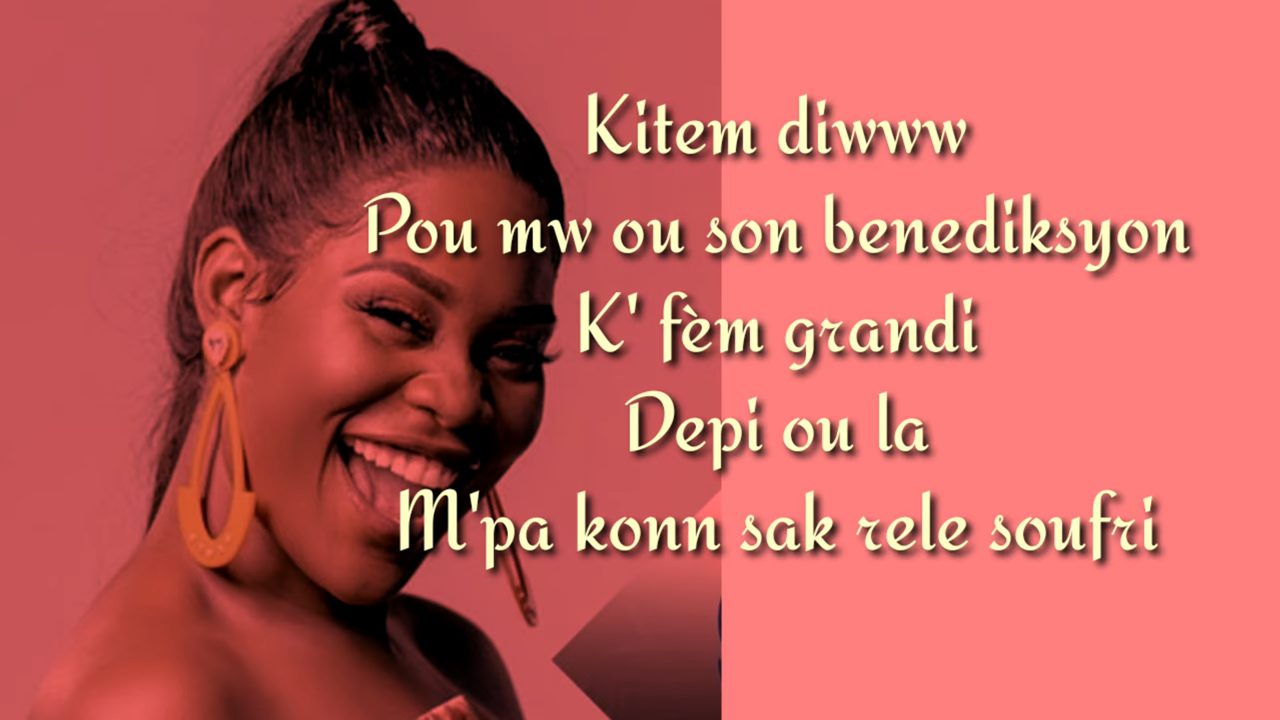 Kitem diwww
Pou mw ou son benediksyon
K' fèm grandi
Depi ou la
M'pa konn sak rele soufri